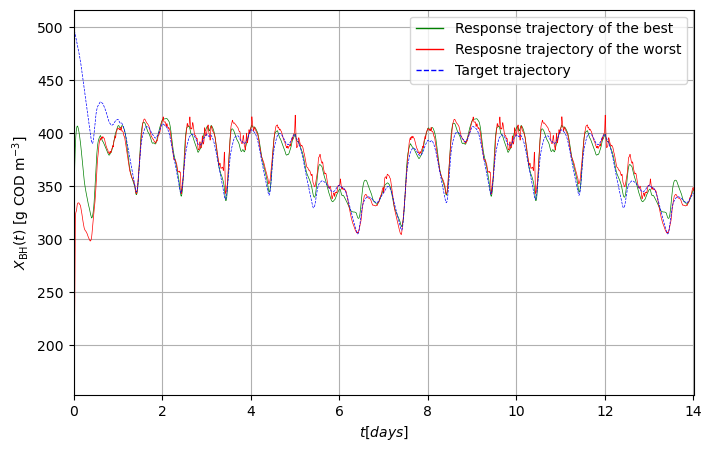 500
450
400
350
300
250
200
0 2 4 6 8 10 12 14
t[days]
X_BH(t) [g COD m⁻³]
Response trajectory of the best
Resposne trajectory of the worst
Target trajectory